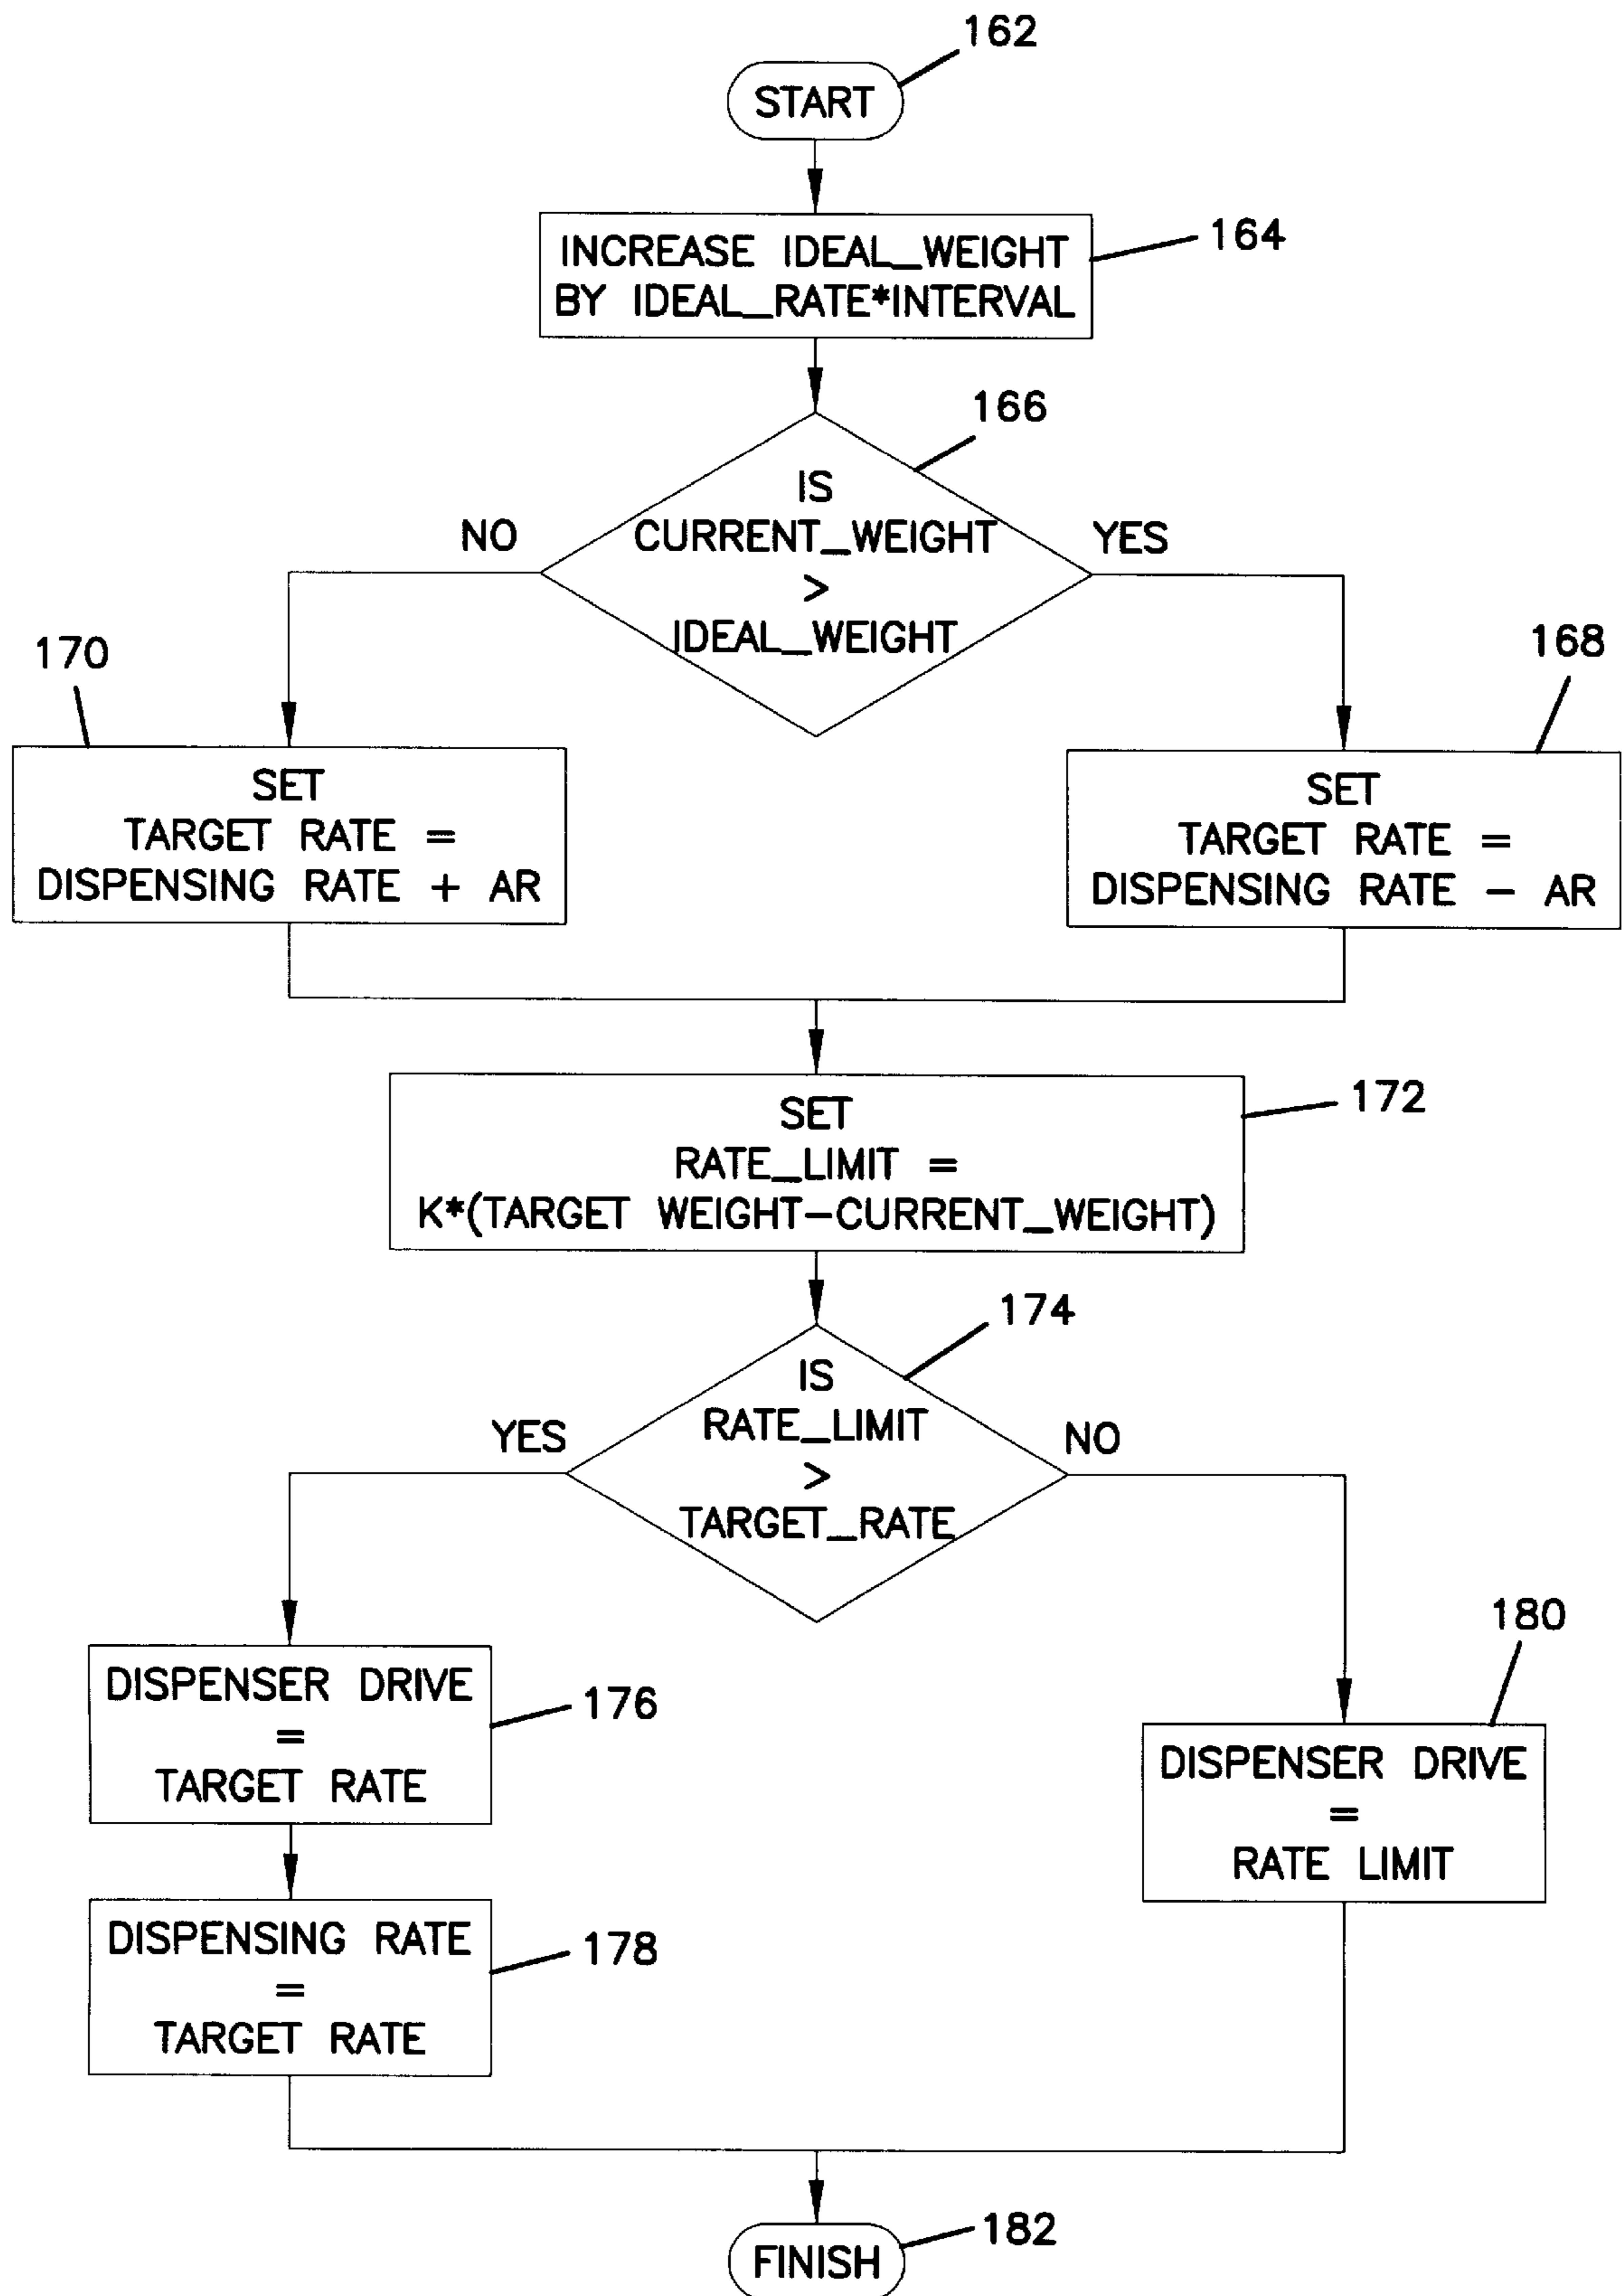 162
START
INCREASE IDEAL_WEIGHT
BY IDEAL_RATE*INTERVAL
164
166
IS
CURRENT_WEIGHT
>
IDEAL_WEIGHT
NO
YES
170
SET
TARGET RATE =
DISPENSING RATE + AR
168
SET
TARGET RATE =
DISPENSING RATE - AR
SET
RATE_LIMIT =
K*(TARGET WEIGHT-CURRENT_WEIGHT)
172
174
IS
RATE_LIMIT
>
TARGET_RATE
YES
NO
DISPENSER DRIVE
=
TARGET RATE
176
180
DISPENSER DRIVE
=
RATE LIMIT
DISPENSING RATE
=
TARGET RATE
178
182
FINISH